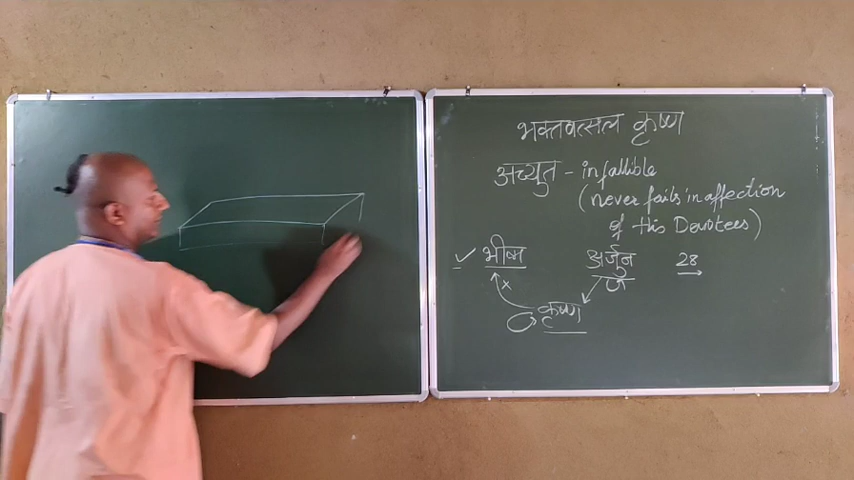 भक्तवत्सल कृष्ण
अच्युत - infallible
(never fails in affection
of His Devotees)
✓ भीष्म अर्जुन 28
x कृष्ण